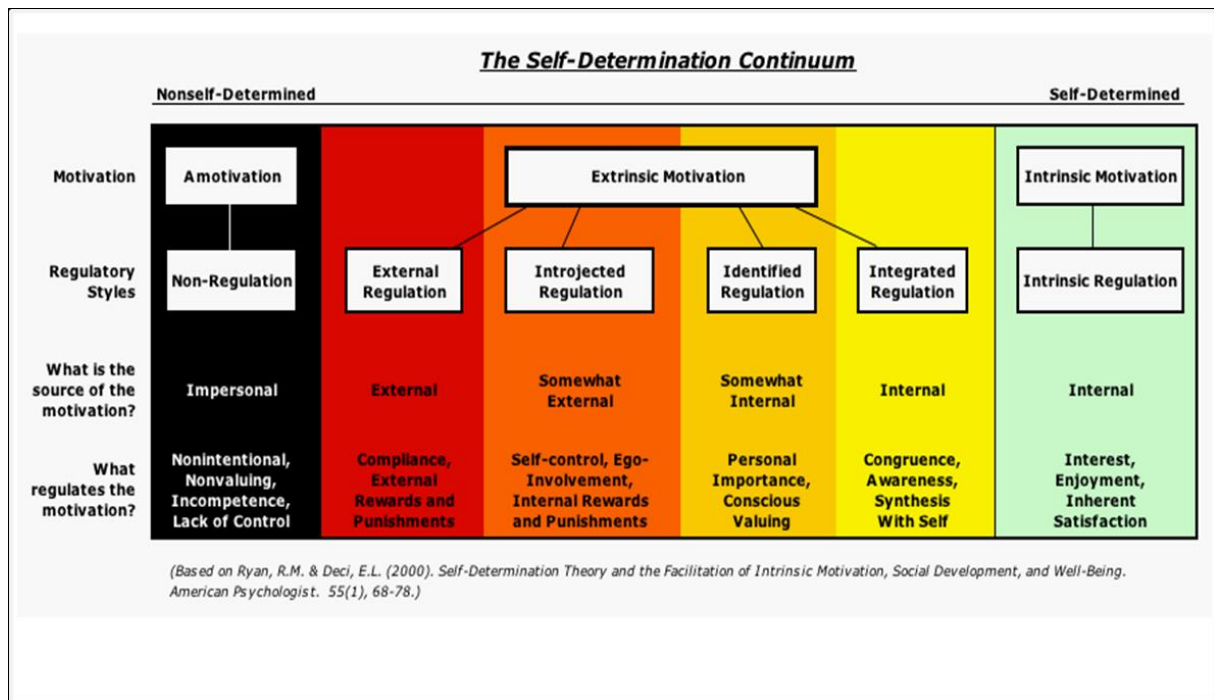 The Self-Determination Continuum
Nonself-Determined
Self-Determined
Motivation
Amotivation
Extrinsic Motivation
Intrinsic Motivation
Regulatory
Styles
Non-Regulation
External
Regulation
Introjected
Regulation
Identified
Regulation
Integrated
Regulation
Intrinsic Regulation
What is the
source of the
motivation?
Impersonal
External
Somewhat
External
Somewhat
Internal
Internal
Internal
What
regulates the
motivation?
Nonintentional,
Nonvaluing,
Incompetence,
Lack of Control
Compliance,
External
Rewards and
Punishments
Self-control, Ego-
Involvement,
Internal Rewards
and Punishments
Personal
Importance,
Conscious
Valuing
Congruence,
Awareness,
Synthesis
With Self
Interest,
Enjoyment,
Inherent
Satisfaction
(Based on Ryan, R.M. & Deci, E.L. (2000). Self-Determination Theory and the Facilitation of Intrinsic Motivation, Social Development, and Well-Being.
American Psychologist. 55(1), 68-78.)